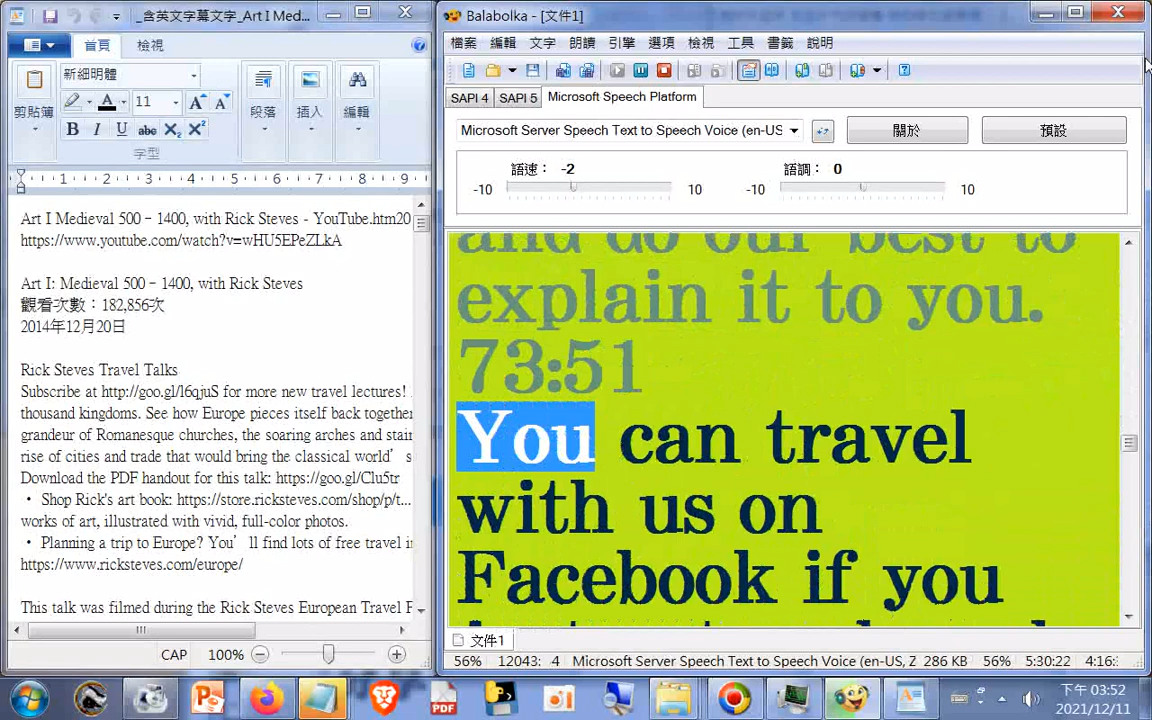 _含英文字幕文字_Art I Med...
首頁
檢視
剪貼簿
新細明體
11
B I U abc X₂ X²
字型
段落
插入
編輯
1 2 3 4 5 6 7 8 9
Art I Medieval 500 - 1400, with Rick Steves - YouTube.htm20
https://www.youtube.com/watch?v=wHU5EPeZLkA
Art I: Medieval 500 - 1400, with Rick Steves
觀看次數：182,856次
2014年12月20日
Rick Steves Travel Talks
Subscribe at http://goo.gl/l6qjuS for more new travel lectures!
thousand kingdoms. See how Europe pieces itself back together
grandeur of Romanesque churches, the soaring arches and stai
rise of cities and trade that would bring the classical world’s
Download the PDF handout for this talk: https://goo.gl/Clu5tr
• Shop Rick's art book: https://store.ricksteves.com/shop/p/t...
works of art, illustrated with vivid, full-color photos.
• Planning a trip to Europe? You’ll find lots of free travel i
https://www.ricksteves.com/europe/
This talk was filmed during the Rick Steves European Travel F
CAP 100%
Balabolka - [文件1]
檔案 編輯 文字 朗讀 引擎 選項 檢視 工具 書籤 說明
SAPI 4 SAPI 5 Microsoft Speech Platform
Microsoft Server Speech Text to Speech Voice (en-US
關於
預設
語速： -2
-10 10
語調： 0
-10 10
and do our best to
explain it to you.
73:51
You can travel
with us on
Facebook if you
文件1
56% 12043: 4 Microsoft Server Speech Text to Speech Voice (en-US, Z 286 KB 56% 5:30:22 4:16:
PDF
下午 03:52
2021/12/11